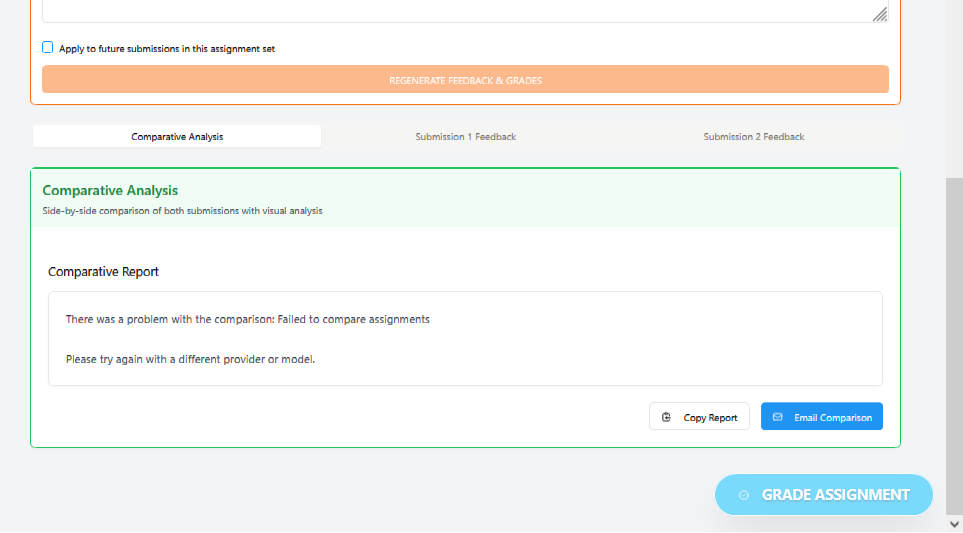 Apply to future submissions in this assignment set
REGENERATE FEEDBACK & GRADES
Comparative Analysis
Submission 1 Feedback
Submission 2 Feedback
Comparative Analysis
Side-by-side comparison of both submissions with visual analysis
Comparative Report
There was a problem with the comparison: Failed to compare assignments
Please try again with a different provider or model.
Copy Report
Email Comparison
GRADE ASSIGNMENT